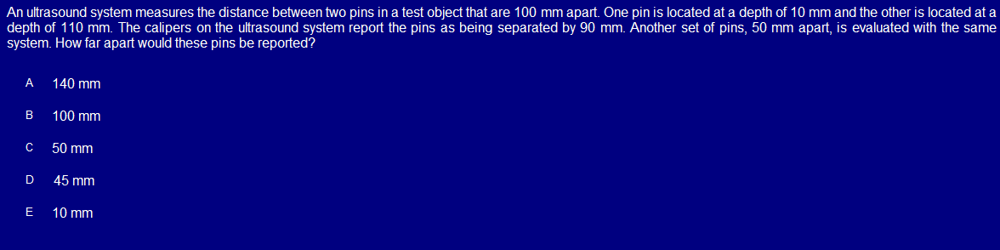 An ultrasound system measures the distance between two pins in a test object that are 100 mm apart. One pin is located at a depth of 10 mm and the other is located at a
depth of 110 mm. The calipers on the ultrasound system report the pins as being separated by 90 mm. Another set of pins, 50 mm apart, is evaluated with the same
system. How far apart would these pins be reported?
A 140 mm
B 100 mm
C 50 mm
D 45 mm
E 10 mm